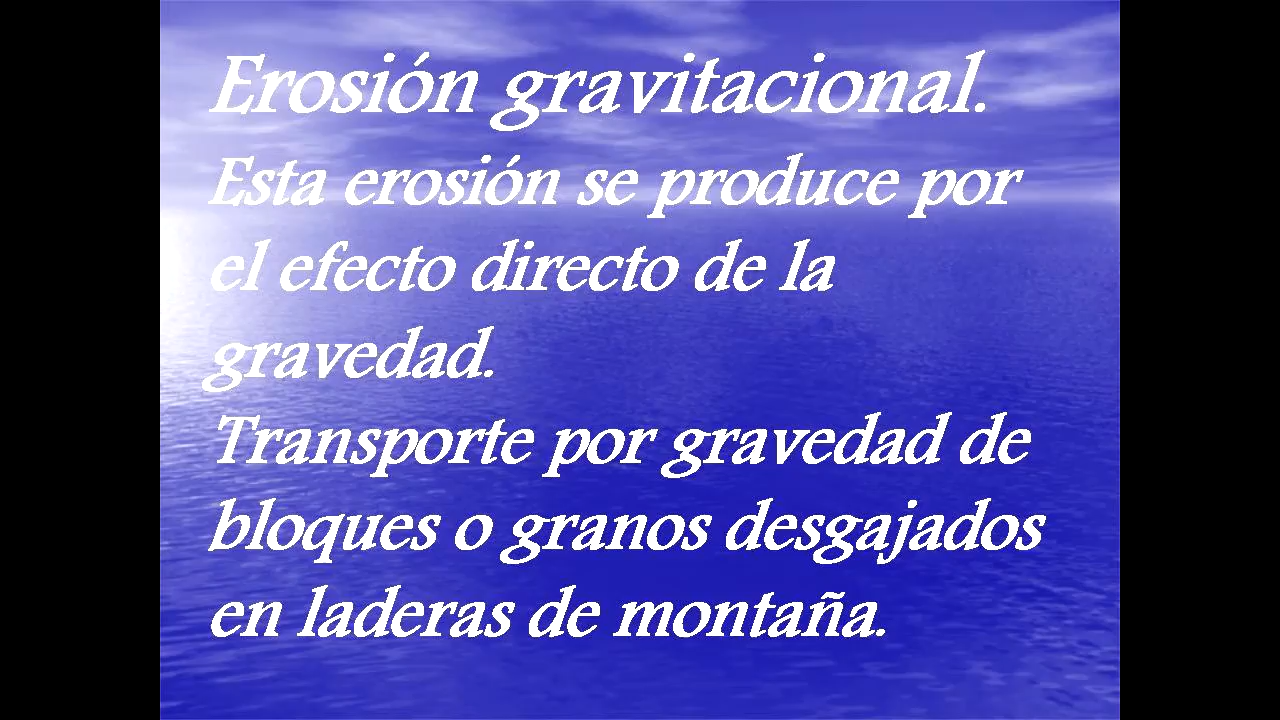 Erosión gravitacional.
Esta erosión se produce por
el efecto directo de la
gravedad.
Transporte por gravedad de
bloques o granos desgajados
en laderas de montaña.